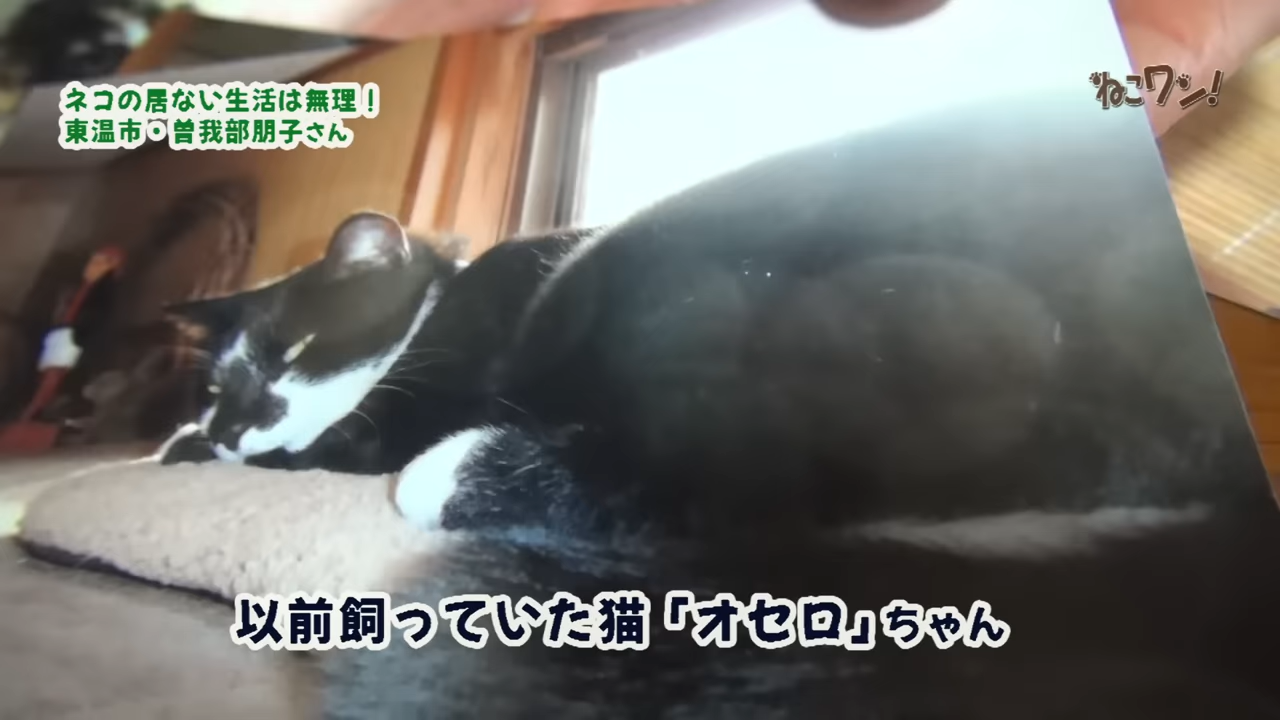 ネコの居ない生活は無理！
東温市・曽我部朋子さん
ねこワン！
以前飼っていた猫「オセロ」ちゃん